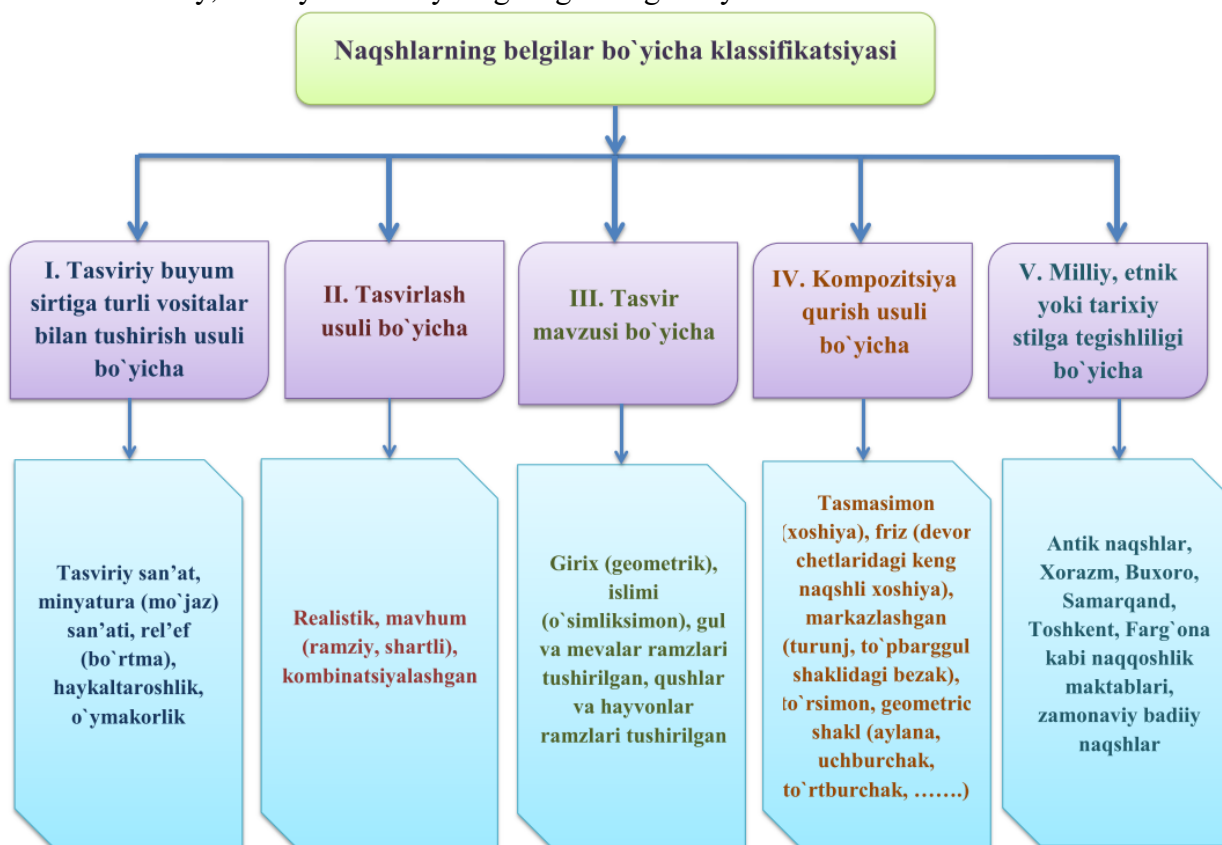 Naqshlarning belgilar bo`yicha klassifikatsiyasi
I. Tasviriy buyum
sirtiga turli vositalar
bilan tushirish usuli
bo`yicha
II. Tasvirlash
usuli bo`yicha
III. Tasvir
mavzusi bo`yicha
IV. Kompozitsiya
qurish usuli
bo`yicha
V. Milliy, etnik
yoki tarixiy
stilga tegishliligi
bo`yicha
Tasviriy san’at,
minyatura (mo`jaz)
san’ati, rel’ef
(bo`rtma),
haykaltaroshlik,
o`ymakorlik
Realistik, mavhum
(ramziy, shartli),
kombinatsiyalashgan
Girix (geometrik),
islimi
(o`simliksimon), gul
va mevalar ramzlari
tushirilgan, qushlar
va hayvonlar
ramzlari tushirilgan
Tasmasimon
(xoshiya), friz (devor
chetlaridagi keng
naqshli xoshiya),
markazlashgan
(turunj, to`pbarggul
shaklidagi bezak),
to`rsimon, geometric
shakl (aylana,
uchburchak,
to`rtburchak, …….)
Antik naqshlar,
Xorazm, Buxoro,
Samarqand,
Toshkent, Farg`ona
kabi naqqoshlik
maktablari,
zamonaviy badiiy
naqshlar